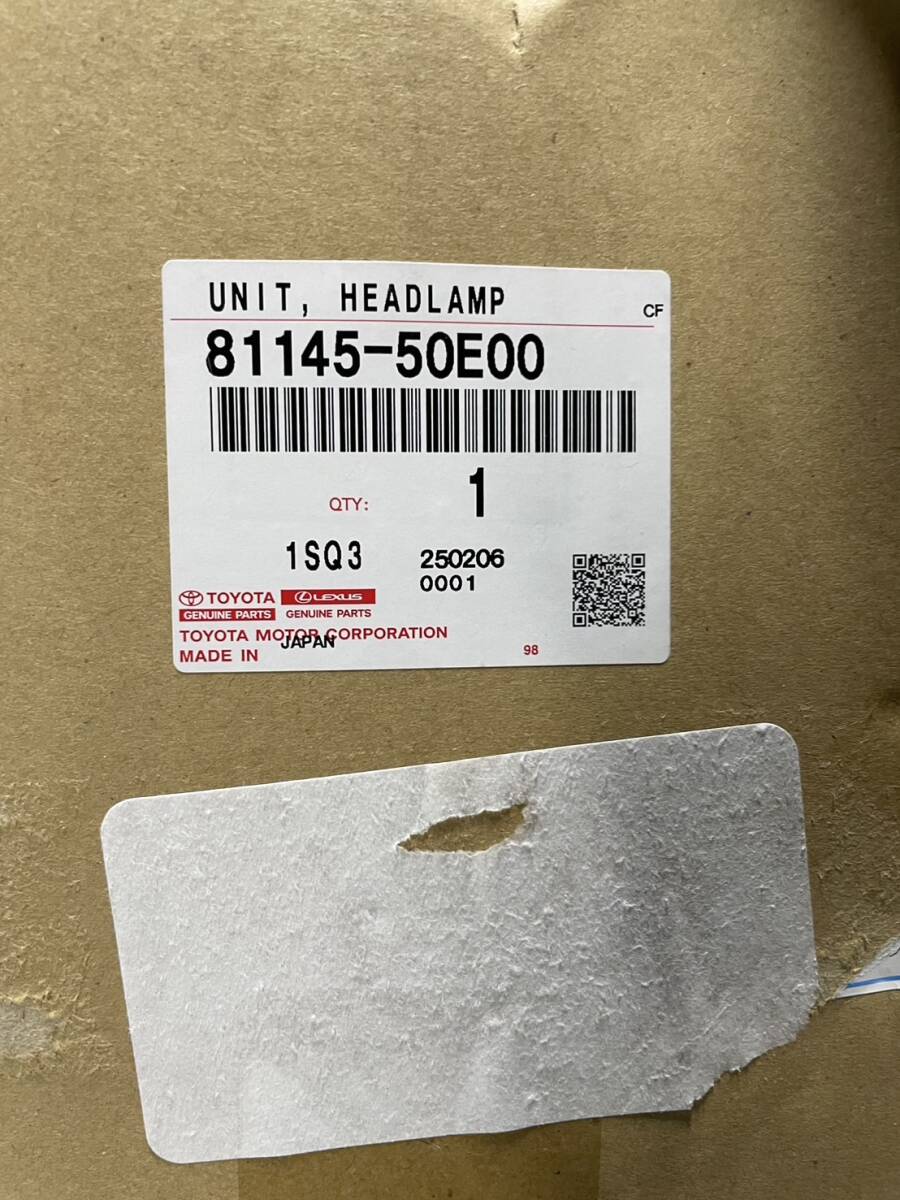 UNIT, HEADLAMP
CF
81145-50E00
QTY: 1
1SQ3 250206
0001
TOYOTA LEXUS
GENUINE PARTS GENUINE PARTS
TOYOTA MOTOR CORPORATION
MADE IN JAPAN
98